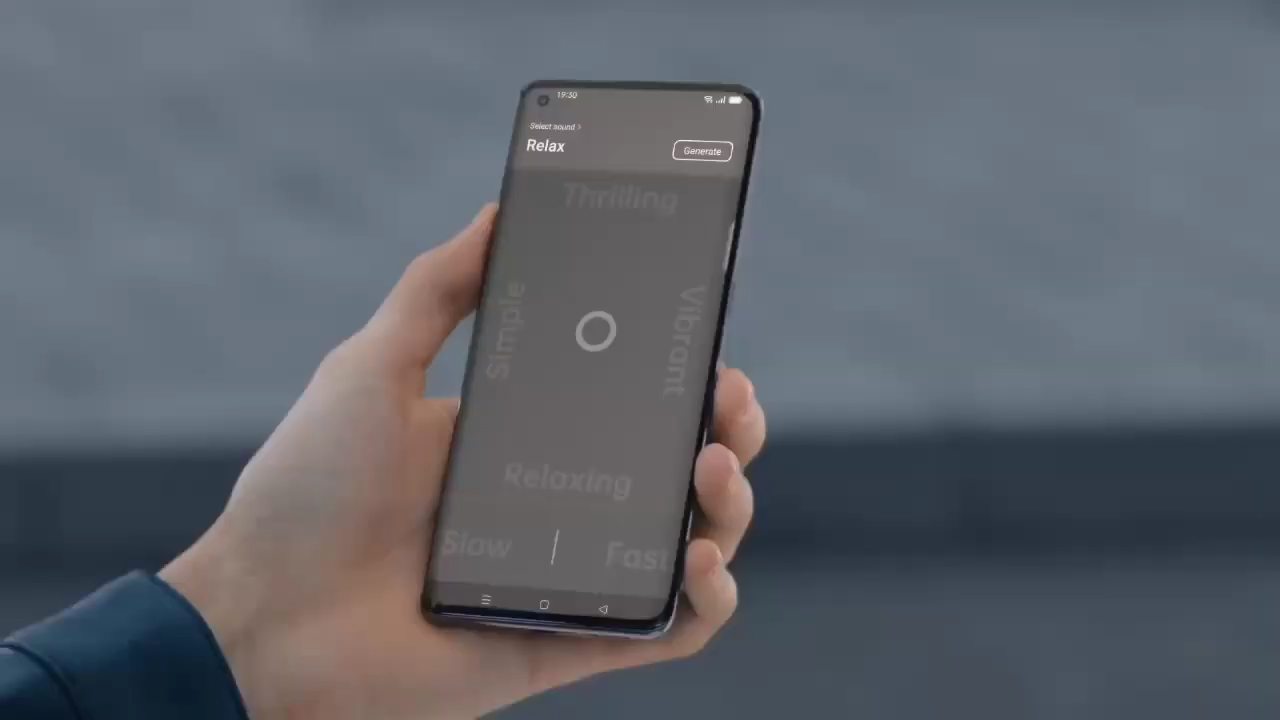 19:30
Select sound >
Relax
Generate
Thrilling
Simple
Vibrant
Relaxing
Slow
Fast